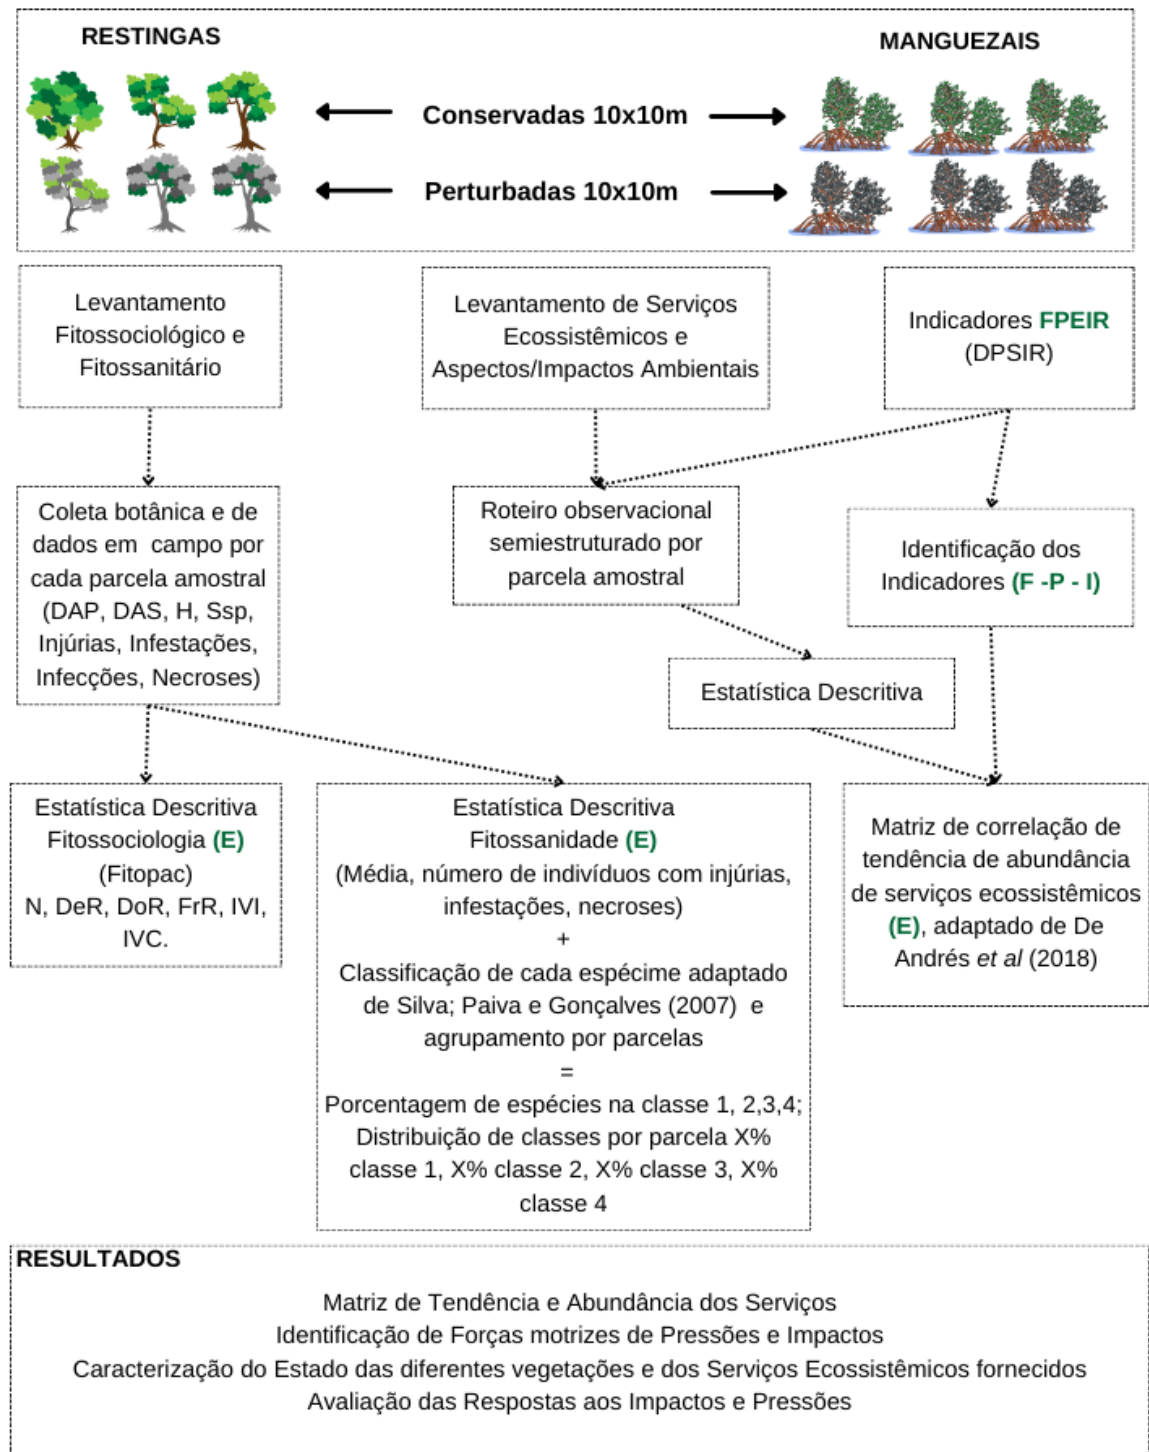 RESTINGAS
MANGUEZAIS
Conservadas 10x10m
Perturbadas 10x10m
Levantamento
Fitossociológico e
Fitossanitário
Levantamento de Serviços
Ecossistêmicos e
Aspectos/Impactos Ambientais
Indicadores FPEIR
(DPSIR)
Coleta botânica e de
dados em campo por
cada parcela amostral
(DAP, DAS, H, Ssp,
Injúrias, Infestações,
Infecções, Necroses)
Roteiro observacional
semiestruturado por
parcela amostral
Identificação dos
Indicadores (F -P - I)
Estatística Descritiva
Estatística Descritiva
Fitossociologia (E)
(Fitopac)
N, DeR, DoR, FrR, IVI,
IVC.
Estatística Descritiva
Fitossanidade (E)
(Média, número de indivíduos com injúrias,
infestações, necroses)
+
Classificação de cada espécime adaptado
de Silva; Paiva e Gonçalves (2007) e
agrupamento por parcelas
=
Porcentagem de espécies na classe 1, 2,3,4;
Distribuição de classes por parcela X%
classe 1, X% classe 2, X% classe 3, X%
classe 4
Matriz de correlação de
tendência de abundância
de serviços ecossistêmicos
(E), adaptado de De
Andrés et al (2018)
RESULTADOS
Matriz de Tendência e Abundância dos Serviços
Identificação de Forças motrizes de Pressões e Impactos
Caracterização do Estado das diferentes vegetações e dos Serviços Ecossistêmicos fornecidos
Avaliação das Respostas aos Impactos e Pressões